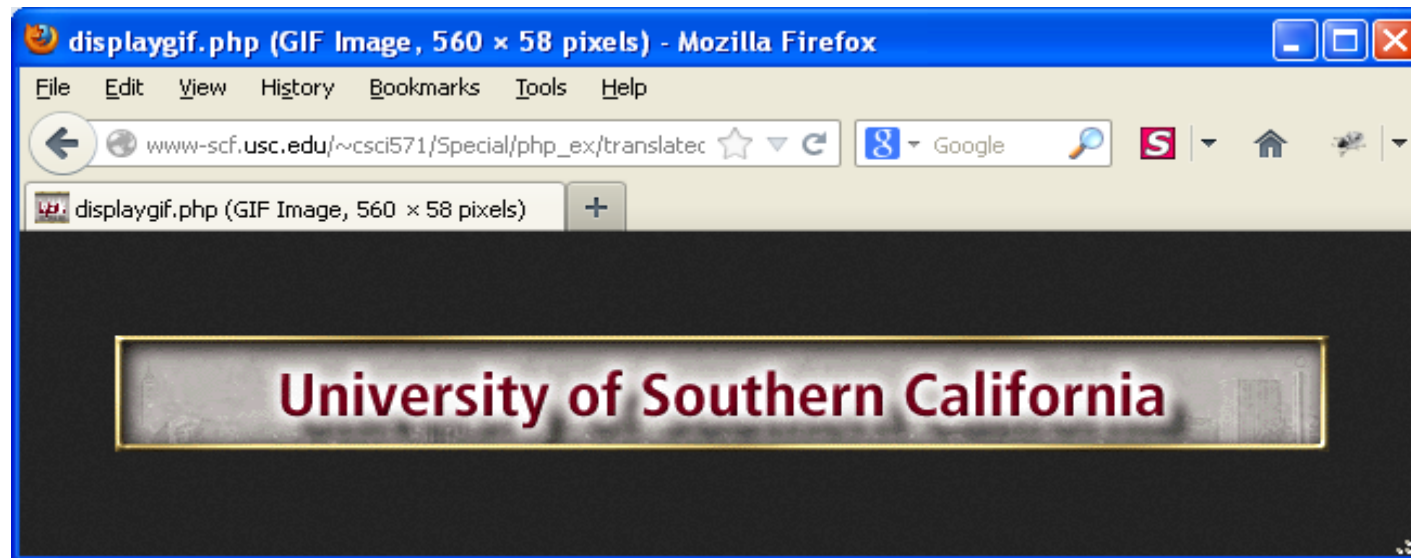 displaygif.php (GIF Image, 560 × 58 pixels) - Mozilla Firefox
File Edit View History Bookmarks Tools Help
www-scf.usc.edu/~csci571/Special/php_ex/translatec
Google
displaygif.php (GIF Image, 560 × 58 pixels)
University of Southern California